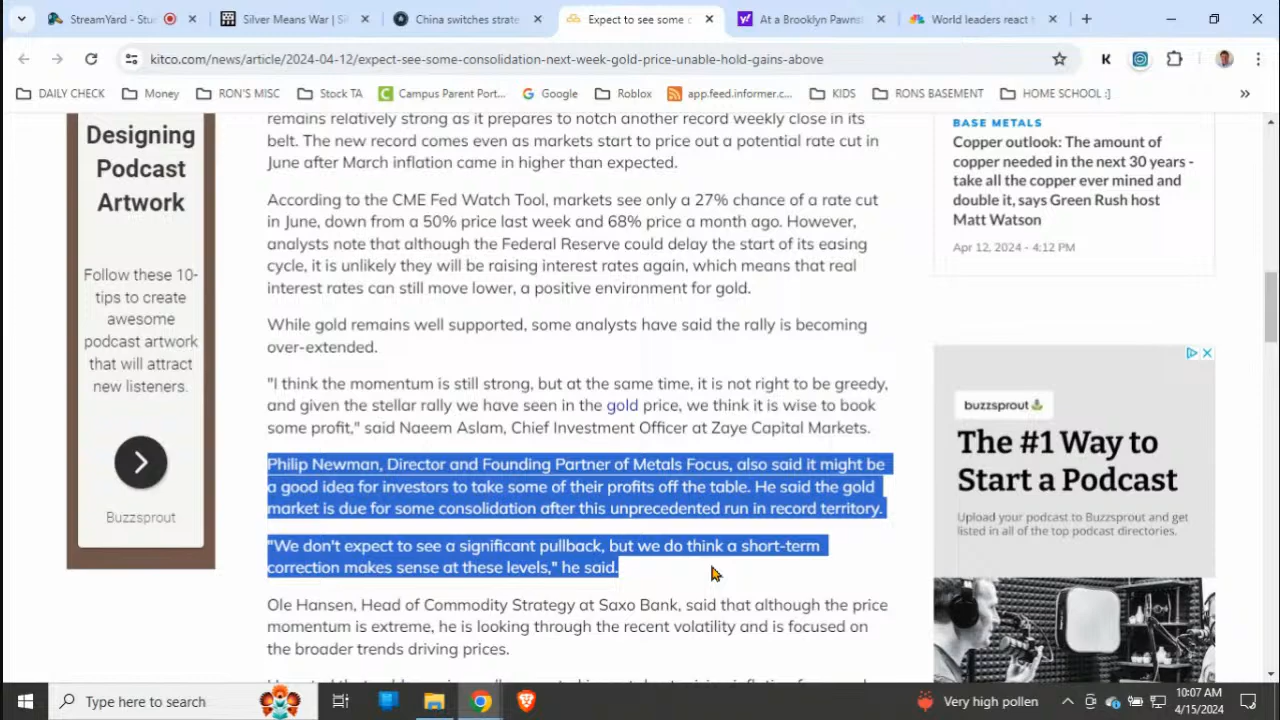 StreamYard - Stu
Silver Means War | Si
China switches strate
Expect to see some c
At a Brooklyn Pawns
World leaders react t
kitco.com/news/article/2024-04-12/expect-see-some-consolidation-next-week-gold-price-unable-hold-gains-above
K
DAILY CHECK
Money
RON'S MISC
Stock TA
Campus Parent Port...
Google
Roblox
app.feed.informer.c...
KIDS
RONS BASEMENT
HOME SCHOOL :]
Designing
Podcast
Artwork
Follow these 10-
tips to create
awesome
podcast artwork
that will attract
new listeners.
Buzzsprout
remains relatively strong as it prepares to notch another record weekly close in its
belt. The new record comes even as markets start to price out a potential rate cut in
June after March inflation came in higher than expected.
According to the CME Fed Watch Tool, markets see only a 27% chance of a rate cut
in June, down from a 50% price last week and 68% price a month ago. However,
analysts note that although the Federal Reserve could delay the start of its easing
cycle, it is unlikely they will be raising interest rates again, which means that real
interest rates can still move lower, a positive environment for gold.
While gold remains well supported, some analysts have said the rally is becoming
over-extended.
"I think the momentum is still strong, but at the same time, it is not right to be greedy,
and given the stellar rally we have seen in the gold price, we think it is wise to book
some profit," said Naeem Aslam, Chief Investment Officer at Zaye Capital Markets.
Philip Newman, Director and Founding Partner of Metals Focus, also said it might be
a good idea for investors to take some of their profits off the table. He said the gold
market is due for some consolidation after this unprecedented run in record territory.
"We don't expect to see a significant pullback, but we do think a short-term
correction makes sense at these levels," he said.
Ole Hansen, Head of Commodity Strategy at Saxo Bank, said that although the price
momentum is extreme, he is looking through the recent volatility and is focused on
the broader trends driving prices.
BASE METALS
Copper outlook: The amount of
copper needed in the next 30 years -
take all the copper ever mined and
double it, says Green Rush host
Matt Watson
Apr 12, 2024 - 4:12 PM
buzzsprout
The #1 Way to
Start a Podcast
Upload your podcast to Buzzsprout and get
listed in all of the top podcast directories.
Type here to search
Very high pollen
10:07 AM
4/15/2024